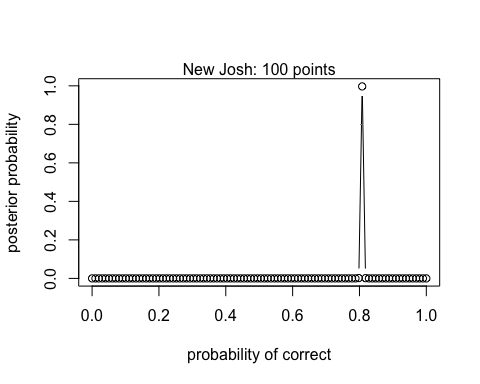 New Josh: 100 points
posterior probability
1.0
0.8
0.6
0.4
0.2
0.0
0.0 0.2 0.4 0.6 0.8 1.0
probability of correct